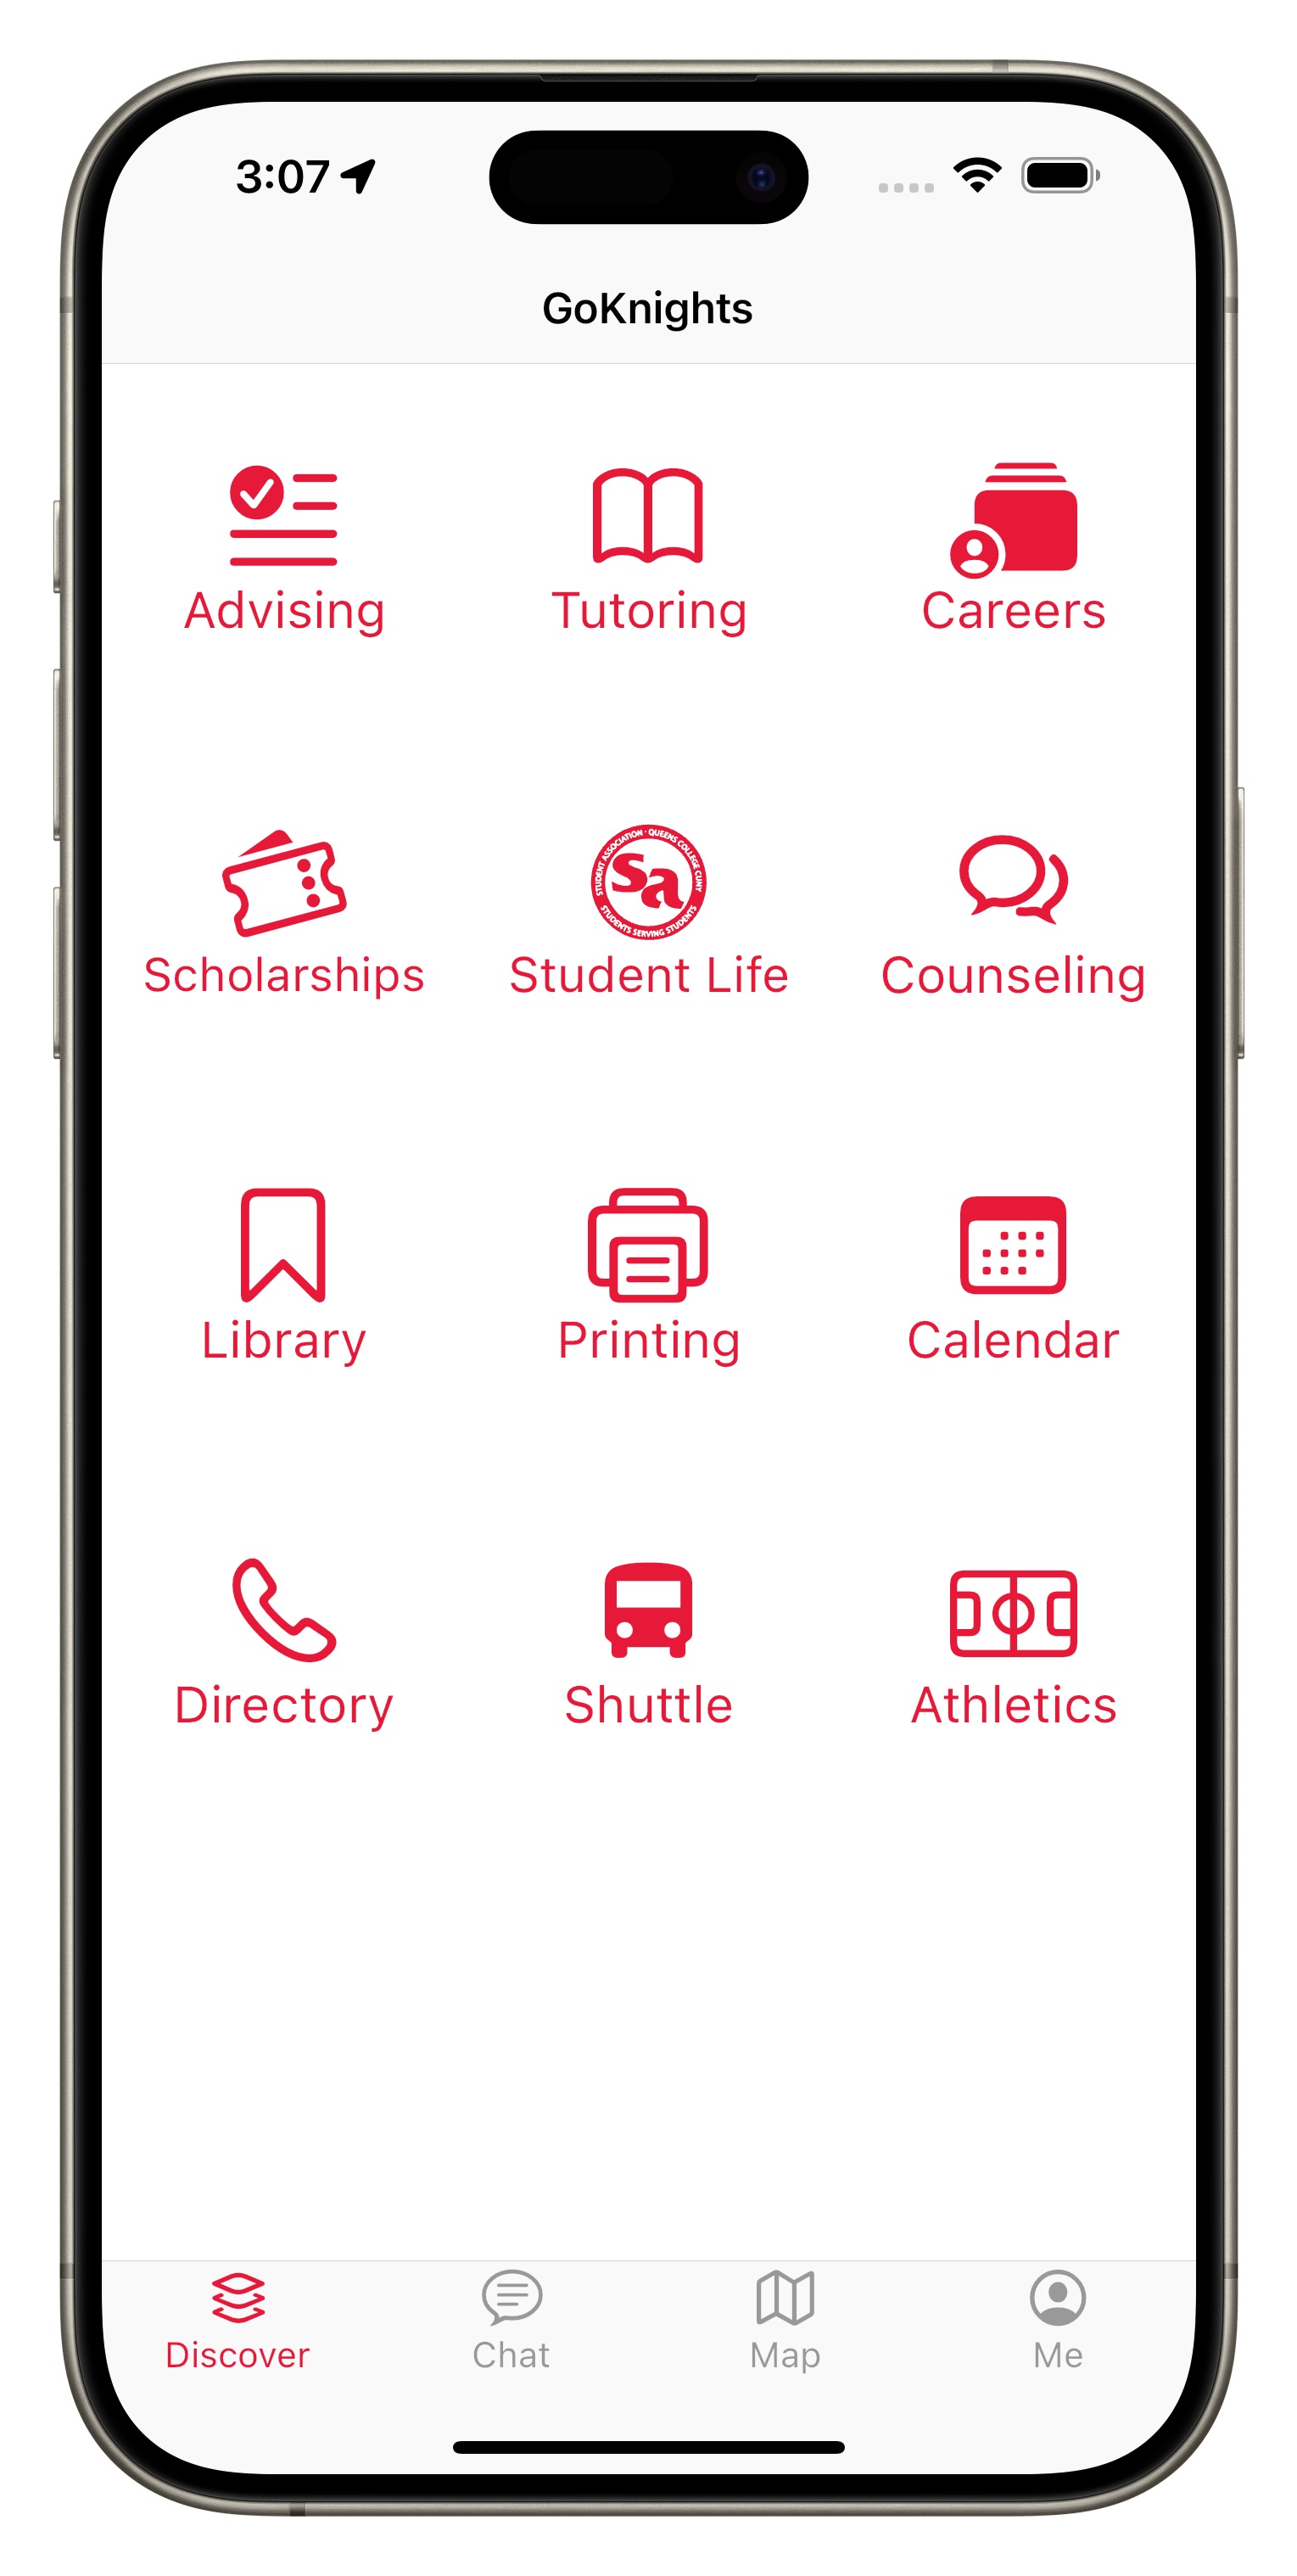 3:07
GoKnights
Advising
Tutoring
Careers
Scholarships
STUDENT ASSOCIATION · QUEENS COLLEGE CUNY
sa
STUDENTS SERVING STUDENTS
Student Life
Counseling
Library
Printing
Calendar
Directory
Shuttle
Athletics
Discover
Chat
Map
Me